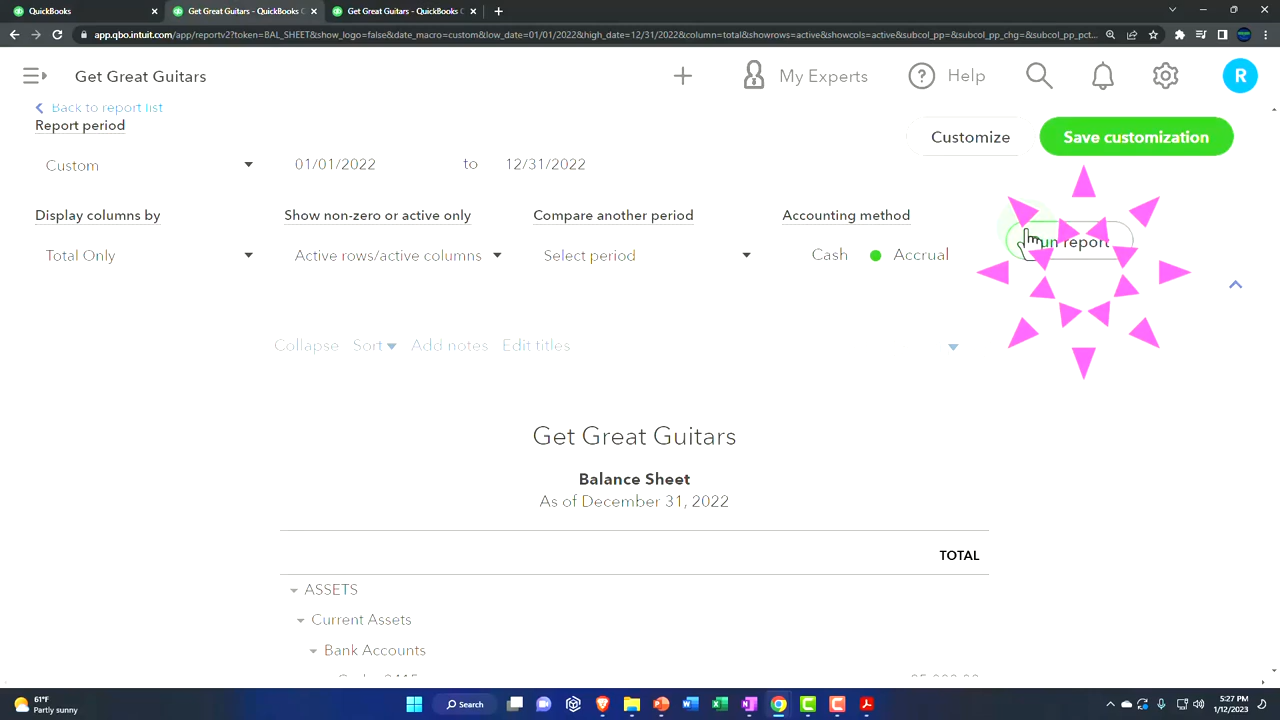 Get Great Guitars - QuickBooks C
Get Great Guitars - QuickBooks C
Get Great Guitars - QuickBooks C
app.qbo.intuit.com/app/reportv2?token=BAL_SHEET&show_logo=false&date_macro=custom&low_date=01/01/2022&high_date=12/31/2022&column=total&showrows=active&showcols=active&subcol_pp=&subcol_pp_chg=&subcol_pp_pct...
Get Great Guitars
My Experts
Help
R
Back to report list
Report period
Customize
Save customization
Custom
01/01/2022
to
12/31/2022
Display columns by
Show non-zero or active only
Compare another period
Accounting method
Total Only
Active rows/active columns
Select period
Cash
Accrual
report
Collapse
Sort
Add notes
Edit titles
Get Great Guitars
Balance Sheet
As of December 31, 2022
TOTAL
ASSETS
Current Assets
Bank Accounts
61°F
Partly sunny
Search
5:27 PM
1/12/2023